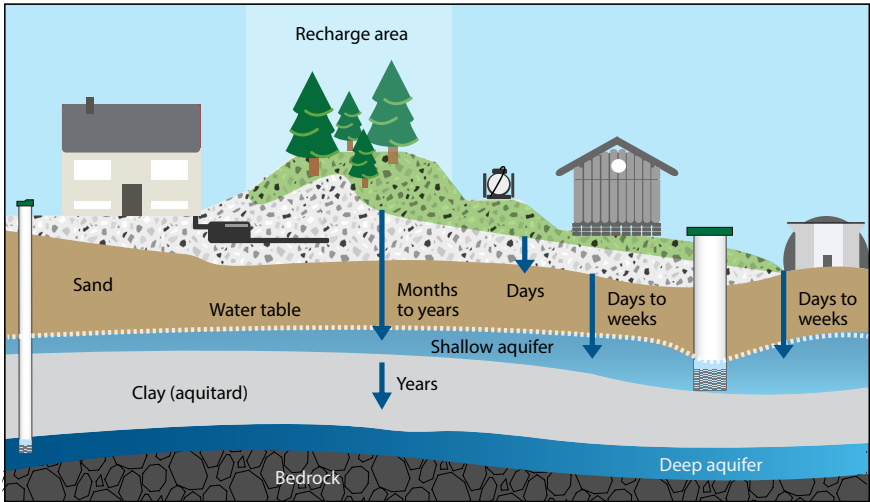 Recharge area
Sand
Water table
Months
to years
Days
Days to
weeks
Days to
weeks
Shallow aquifer
Clay (aquitard)
Years
Deep aquifer
Bedrock